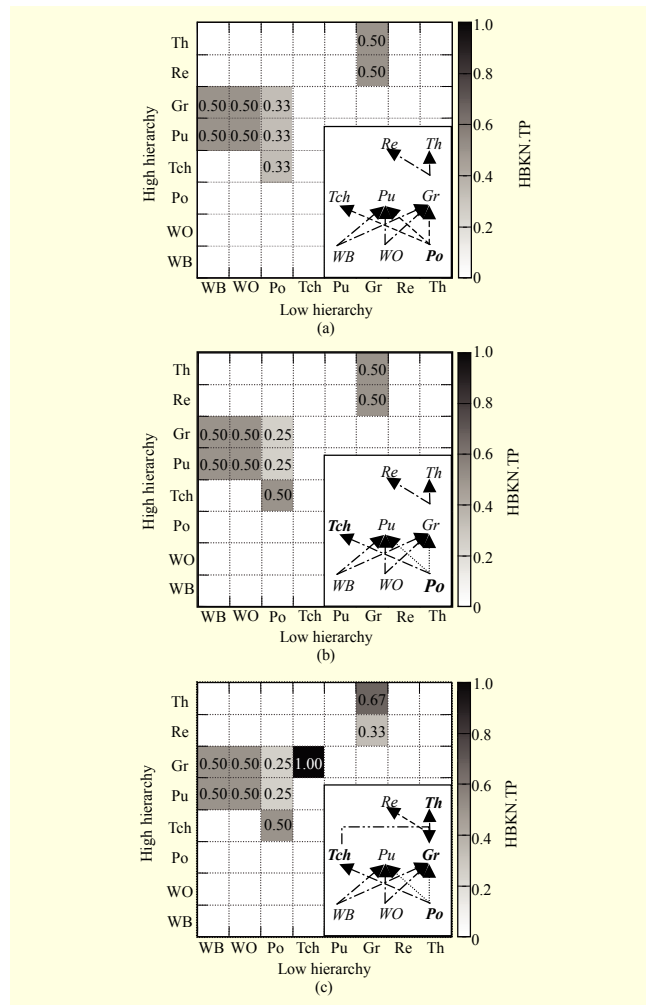 1.0
Th 0.50
Re 0.50 0.8
Gr 0.50 0.50 0.33
Pu 0.50 0.50 0.33 0.6
Tch 0.33 Re Th
Po Tch Pu Gr 0.4
WO 0.2
WB WB WO Po 0
High hierarchy
HBKN.TP
WB WO Po Tch Pu Gr Re Th
Low hierarchy
(a)
1.0
Th 0.50
Re 0.50 0.8
Gr 0.50 0.50 0.25
Pu 0.50 0.50 0.25 0.6
Tch 0.50 Re Th
Po Tch Pu Gr 0.4
WO 0.2
WB WB WO Po 0
High hierarchy
HBKN.TP
WB WO Po Tch Pu Gr Re Th
Low hierarchy
(b)
1.0
Th 0.67
Re 0.33 0.8
Gr 0.50 0.50 0.25 1.00
Pu 0.50 0.50 0.25 0.6
Tch 0.50 Re Th
Po Tch Pu Gr 0.4
WO 0.2
WB WB WO Po 0
High hierarchy
HBKN.TP
WB WO Po Tch Pu Gr Re Th
Low hierarchy
(c)